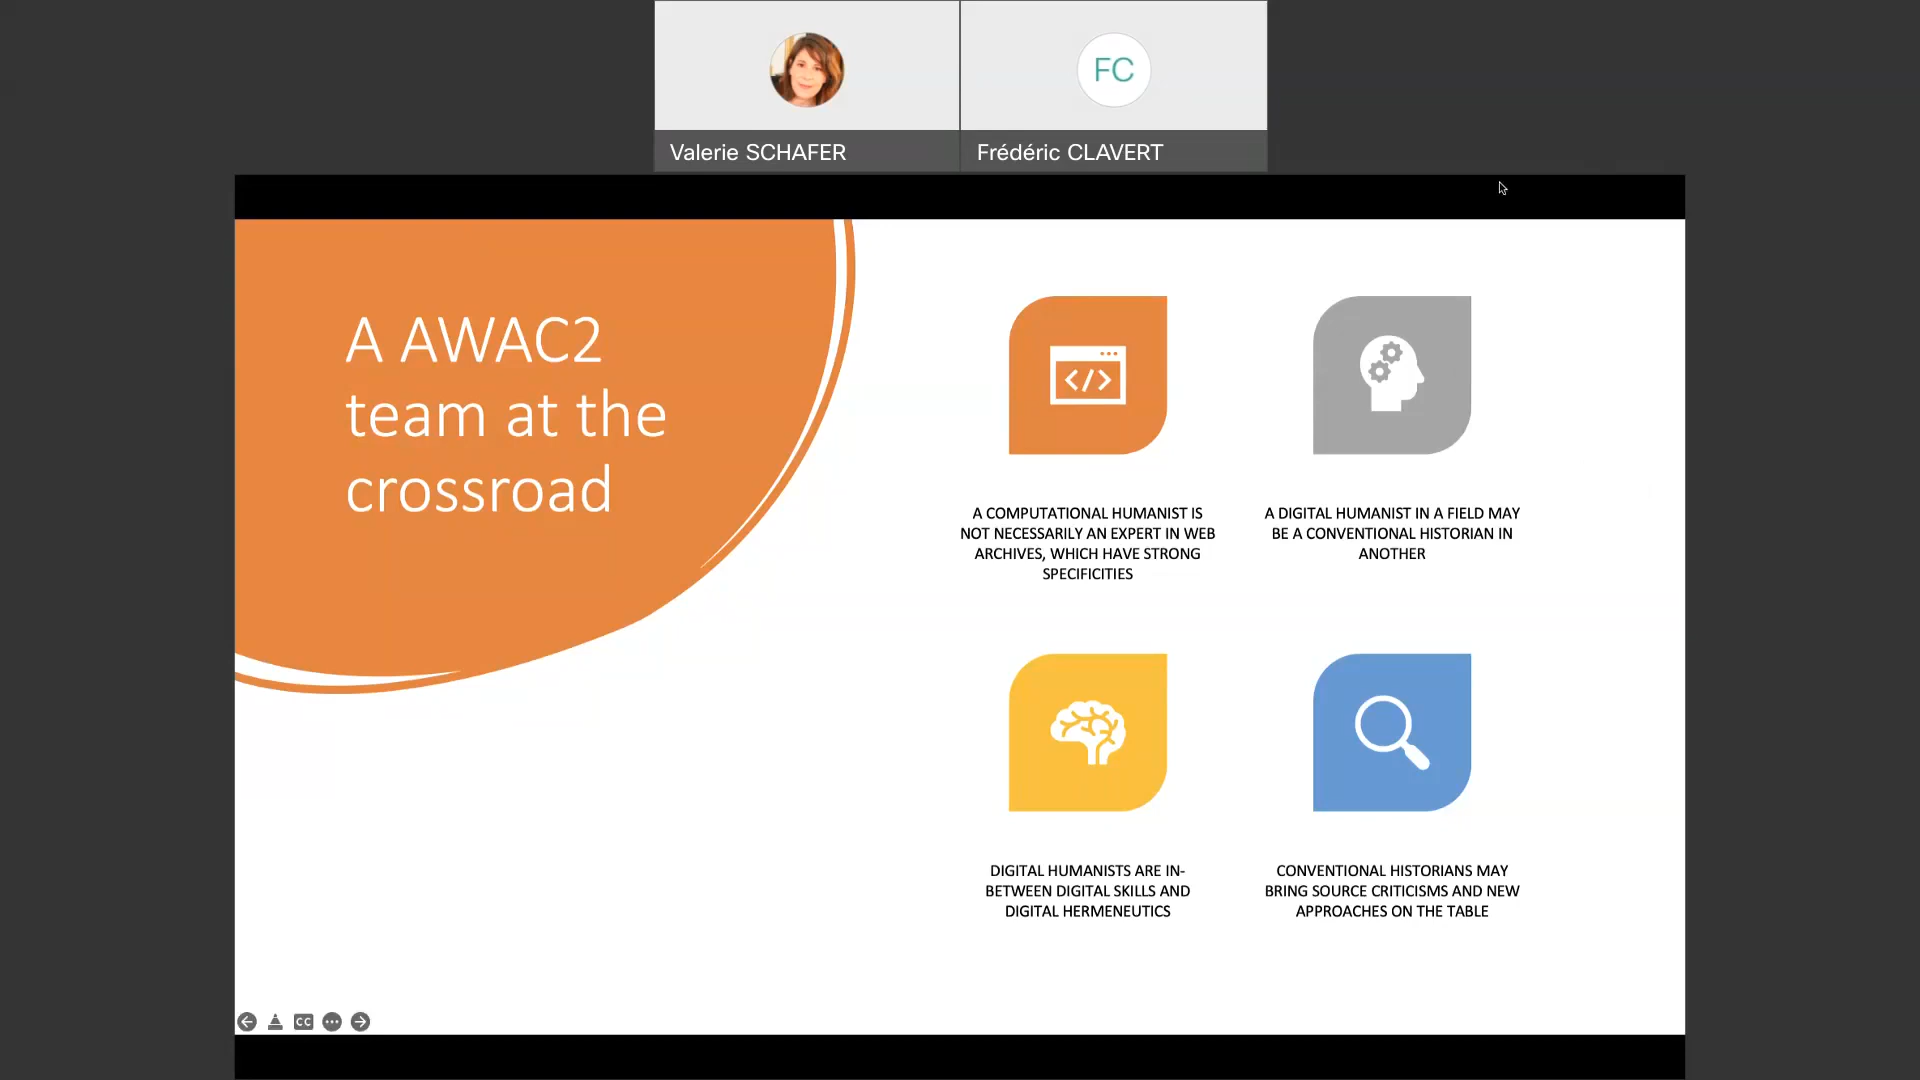 FC
Valerie SCHAFER
Frédéric CLAVERT
A AWAC2
team at the
crossroad
</>
A COMPUTATIONAL HUMANIST IS
NOT NECESSARILY AN EXPERT IN WEB
ARCHIVES, WHICH HAVE STRONG
SPECIFICITIES
A DIGITAL HUMANIST IN A FIELD MAY
BE A CONVENTIONAL HISTORIAN IN
ANOTHER
DIGITAL HUMANISTS ARE IN-
BETWEEN DIGITAL SKILLS AND
DIGITAL HERMENEUTICS
CONVENTIONAL HISTORIANS MAY
BRING SOURCE CRITICISMS AND NEW
APPROACHES ON THE TABLE
CC